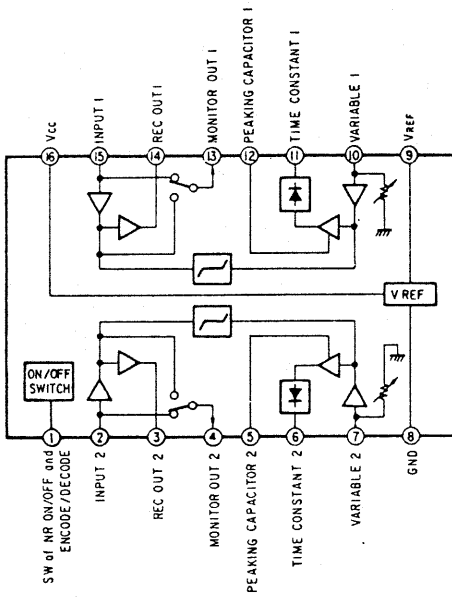 Vcc
INPUT 1
REC OUT 1
MONITOR OUT 1
PEAKING CAPACITOR 1
TIME CONSTANT 1
VARIABLE 1
VREF
16
15
14
13
12
11
10
9
V REF
ON/OFF
SWITCH
1
2
3
4
5
6
7
8
SW of NR ON/OFF and
ENCODE/DECODE
INPUT 2
REC OUT 2
MONITOR OUT 2
PEAKING CAPACITOR 2
TIME CONSTANT 2
VARIABLE 2
GND